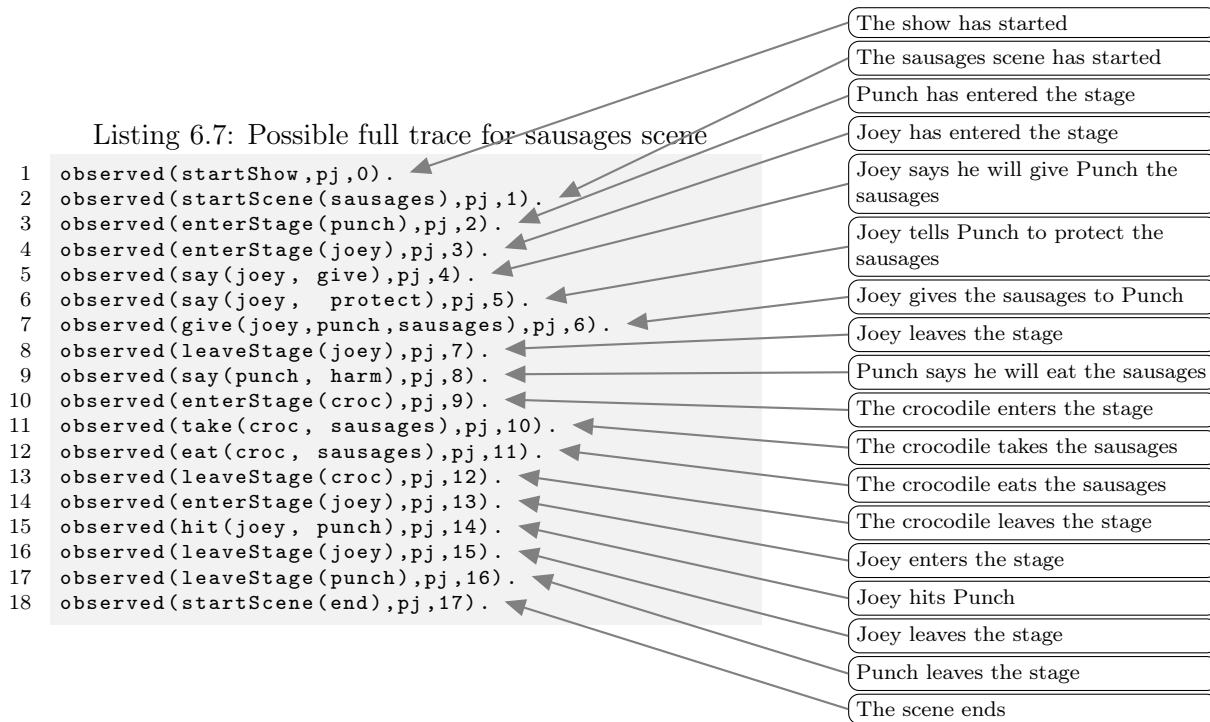 The show has started
The sausages scene has started
Punch has entered the stage
Joey has entered the stage
Joey says he will give Punch the
sausages
Joey tells Punch to protect the
sausages
Joey gives the sausages to Punch
Joey leaves the stage
Punch says he will eat the sausages
The crocodile enters the stage
The crocodile takes the sausages
The crocodile eats the sausages
The crocodile leaves the stage
Joey enters the stage
Joey hits Punch
Joey leaves the stage
Punch leaves the stage
The scene ends
Listing 6.7: Possible full trace for sausages scene
1 observed(startShow,pj,0).
2 observed(startScene(sausages),pj,1).
3 observed(enterStage(punch),pj,2).
4 observed(enterStage(joey),pj,3).
5 observed(say(joey, give),pj,4).
6 observed(say(joey,  protect),pj,5).
7 observed(give(joey,punch,sausages),pj,6).
8 observed(leaveStage(joey),pj,7).
9 observed(say(punch, harm),pj,8).
10 observed(enterStage(croc),pj,9).
11 observed(take(croc, sausages),pj,10).
12 observed(eat(croc, sausages),pj,11).
13 observed(leaveStage(croc),pj,12).
14 observed(enterStage(joey),pj,13).
15 observed(hit(joey, punch),pj,14).
16 observed(leaveStage(joey),pj,15).
17 observed(leaveStage(punch),pj,16).
18 observed(startScene(end),pj,17).